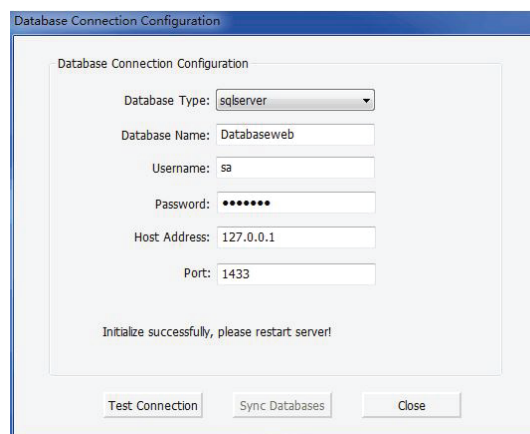 Database Connection Configuration
Database Connection Configuration
Database Type: sqlserver
Database Name: Databaseweb
Username: sa
Password: •••••••
Host Address: 127.0.0.1
Port: 1433
Initialize successfully, please restart server!
Test Connection Sync Databases Close